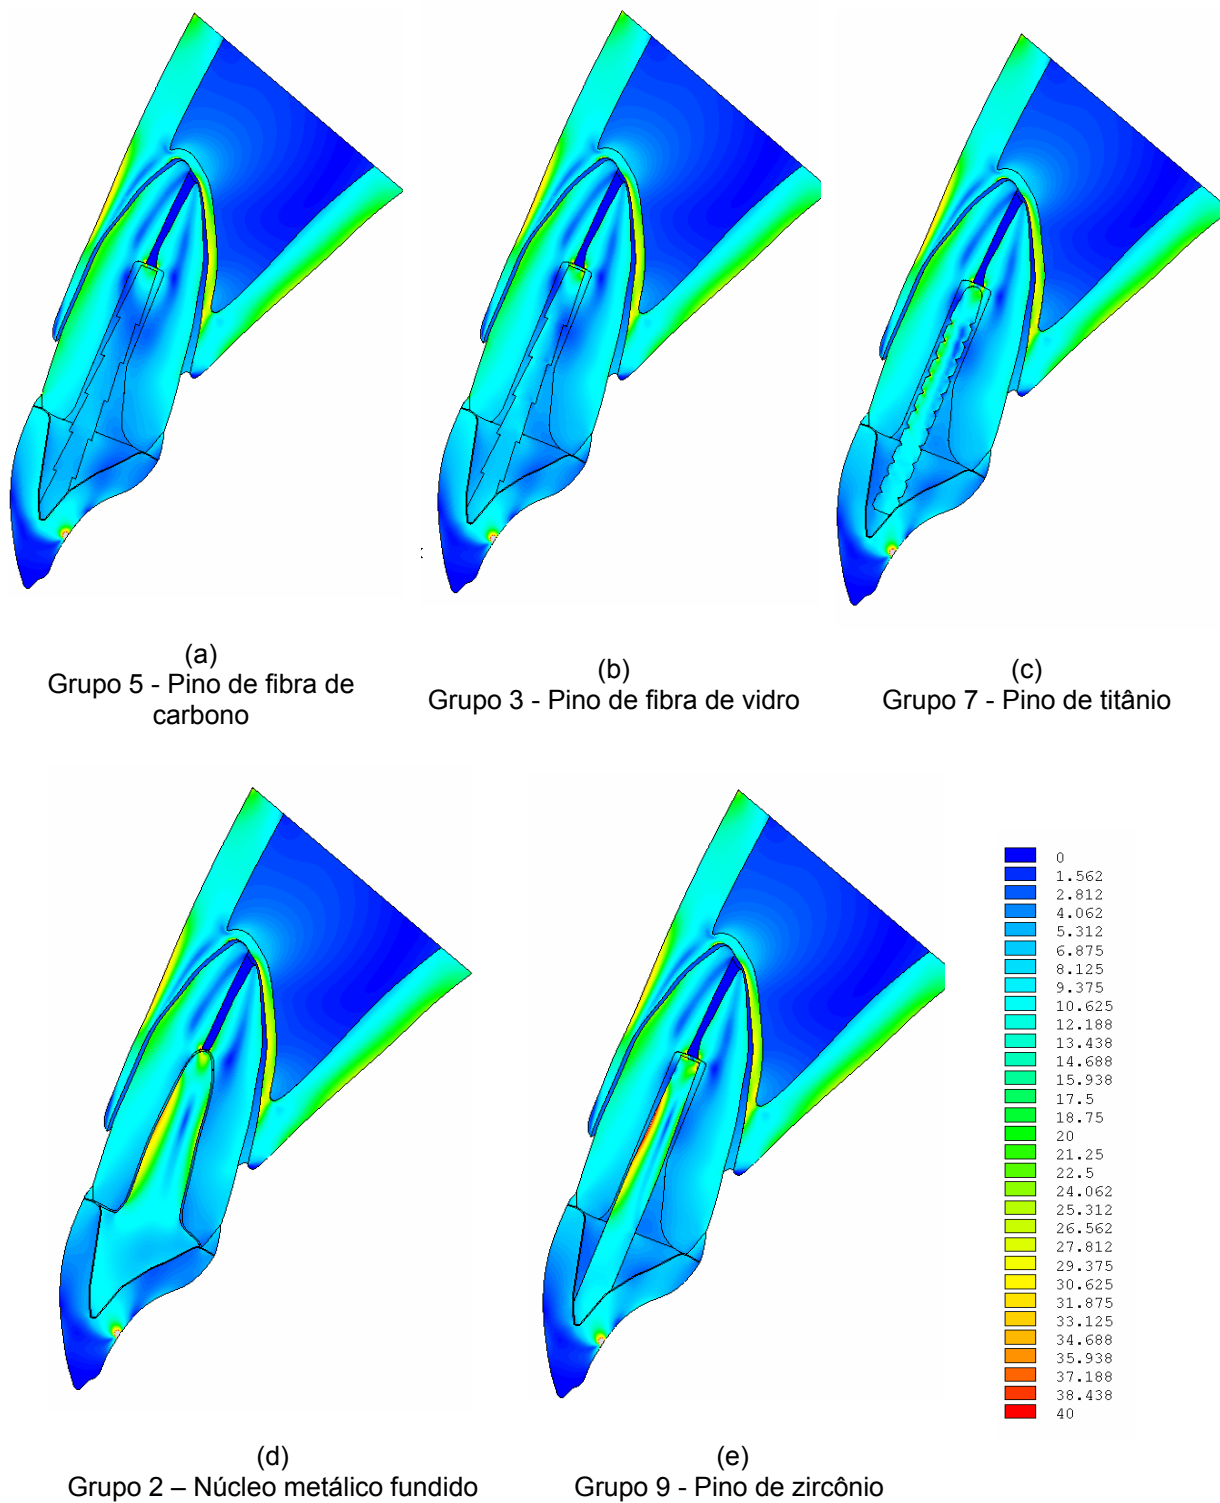 (a)
Grupo 5 - Pino de fibra de
carbono
(b)
Grupo 3 - Pino de fibra de vidro
(c)
Grupo 7 - Pino de titânio
0
1.562
2.812
4.062
5.312
6.875
8.125
9.375
10.625
12.188
13.438
14.688
15.938
17.5
18.75
20
21.25
22.5
24.062
25.312
26.562
27.812
29.375
30.625
31.875
33.125
34.688
35.938
37.188
38.438
40
(d)
Grupo 2 – Núcleo metálico fundido
(e)
Grupo 9 - Pino de zircônio